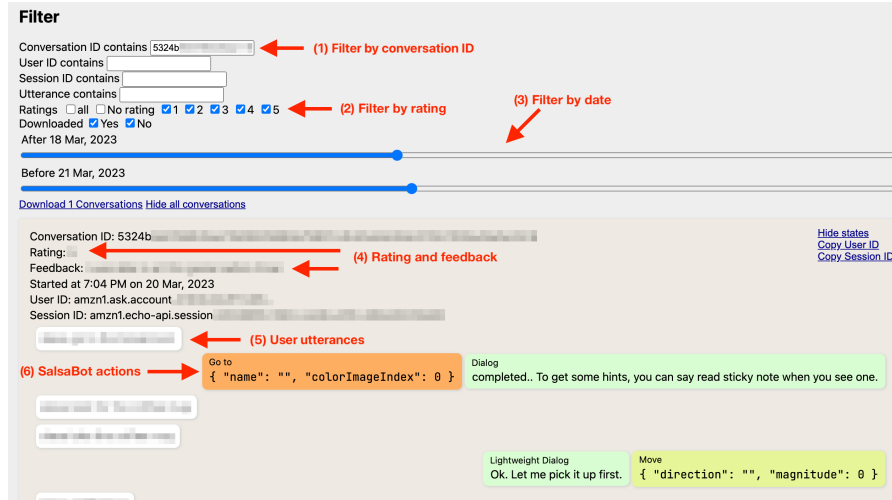 Filter
Conversation ID contains 5324b
(1) Filter by conversation ID
User ID contains
Session ID contains
Utterance contains
Ratings all No rating 1 2 3 4 5
(2) Filter by rating
(3) Filter by date
Downloaded Yes No
After 18 Mar, 2023
Before 21 Mar, 2023
Download 1 Conversations Hide all conversations
Conversation ID: 5324b
Hide states
Rating:
Copy User ID
(4) Rating and feedback
Copy Session ID
Feedback:
Started at 7:04 PM on 20 Mar, 2023
User ID: amzn1.ask.account
Session ID: amzn1.echo-api.session
(5) User utterances
(6) SalsaBot actions
Go to
{ "name": "", "colorImageIndex": 0 }
Dialog
completed.. To get some hints, you can say read sticky note when you see one.
Lightweight Dialog
Ok. Let me pick it up first.
Move
{ "direction": "", "magnitude": 0 }